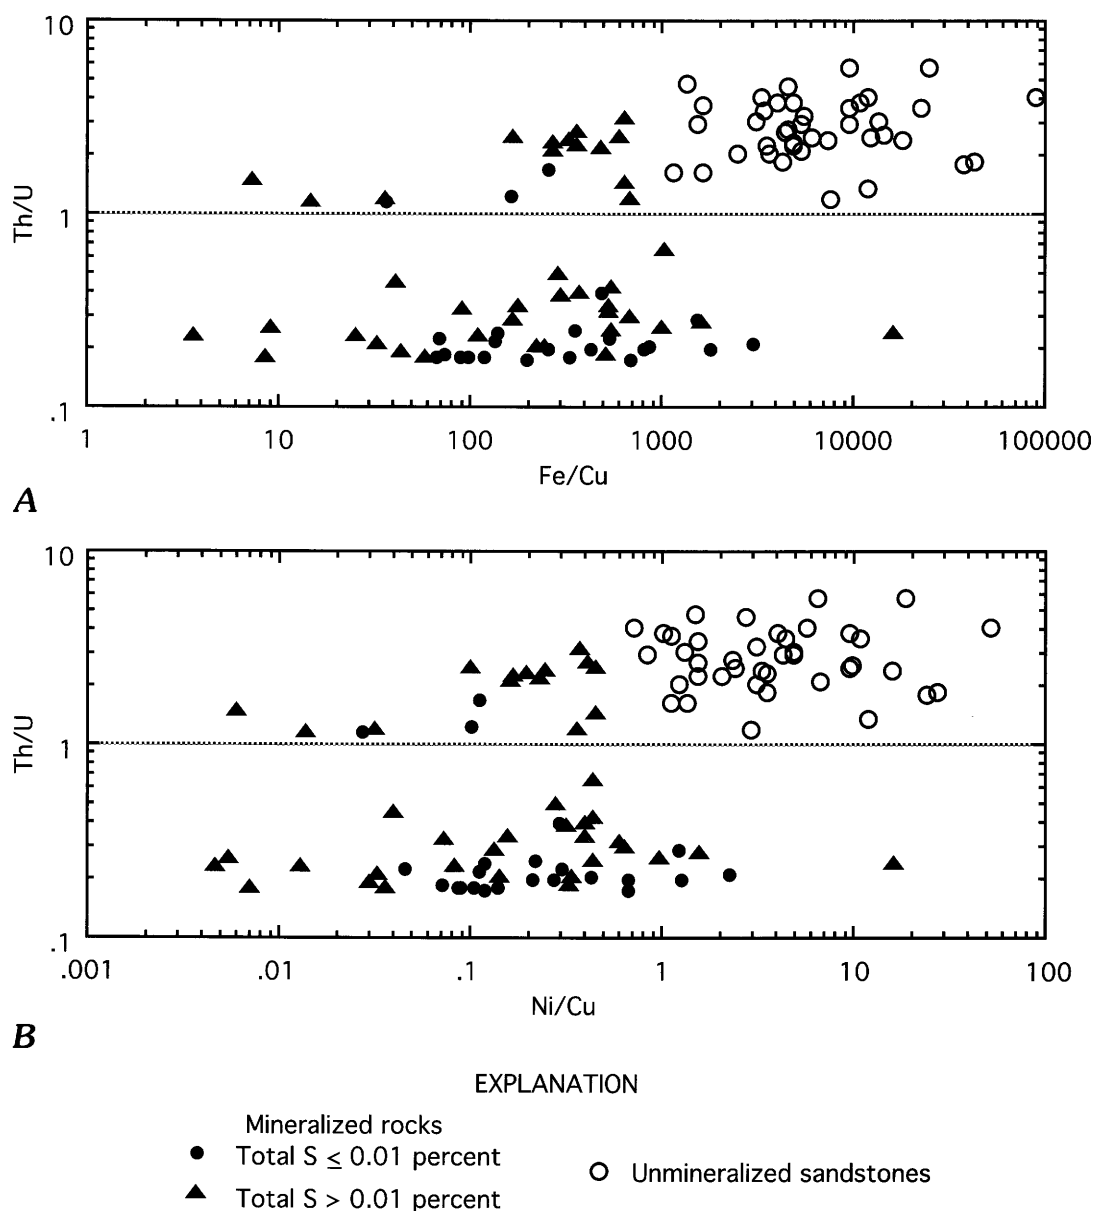 10
Th/U
1
.1
1 10 100 1000 10000 100000
Fe/Cu
A
10
Th/U
1
.1
.001 .01 .1 1 10 100
Ni/Cu
B
EXPLANATION
Mineralized rocks
Total S ≤ 0.01 percent
Unmineralized sandstones
Total S > 0.01 percent